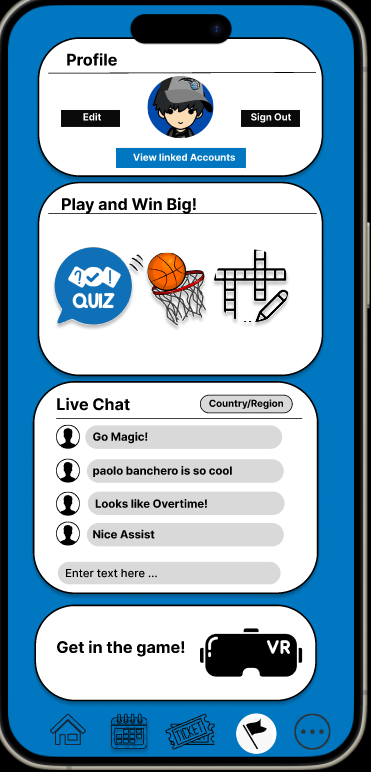 Profile
Edit
Sign Out
View linked Accounts
Play and Win Big!
? ✓ !
QUIZ
Live Chat
Country/Region
Go Magic!
paolo banchero is so cool
Looks like Overtime!
Nice Assist
Enter text here ...
Get in the game!
VR
TICKET